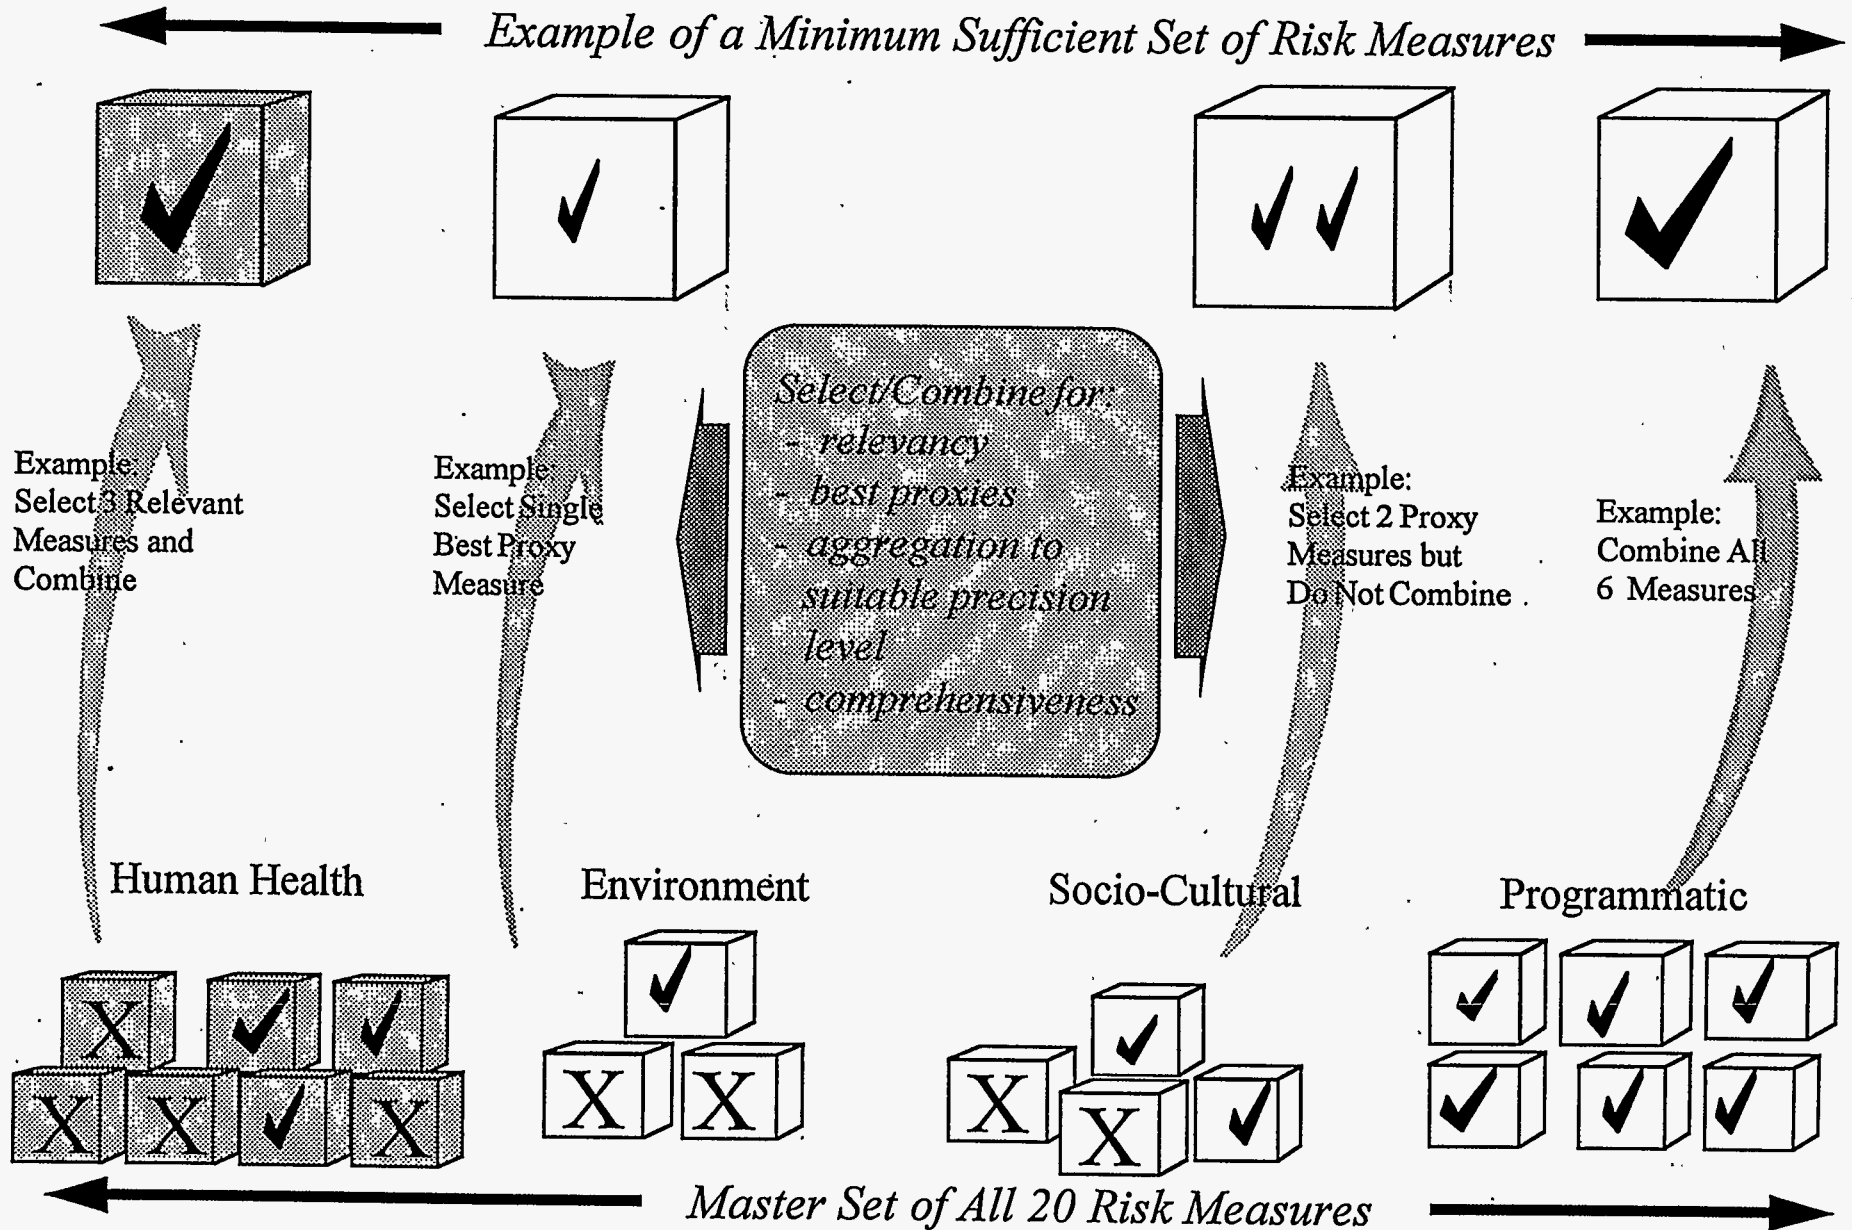 Example of a Minimum Sufficient Set of Risk Measures
Example:
Select 3 Relevant
Measures and
Combine
Example:
Select Single
Best Proxy
Measure
Select/Combine for:
- relevancy
- best proxies
- aggregation to
suitable precision
level
- comprehensiveness
Example:
Select 2 Proxy
Measures but
Do Not Combine
Example:
Combine All
6 Measures
Human Health
Environment
Socio-Cultural
Programmatic
X
X X X
X X
X X
Master Set of All 20 Risk Measures